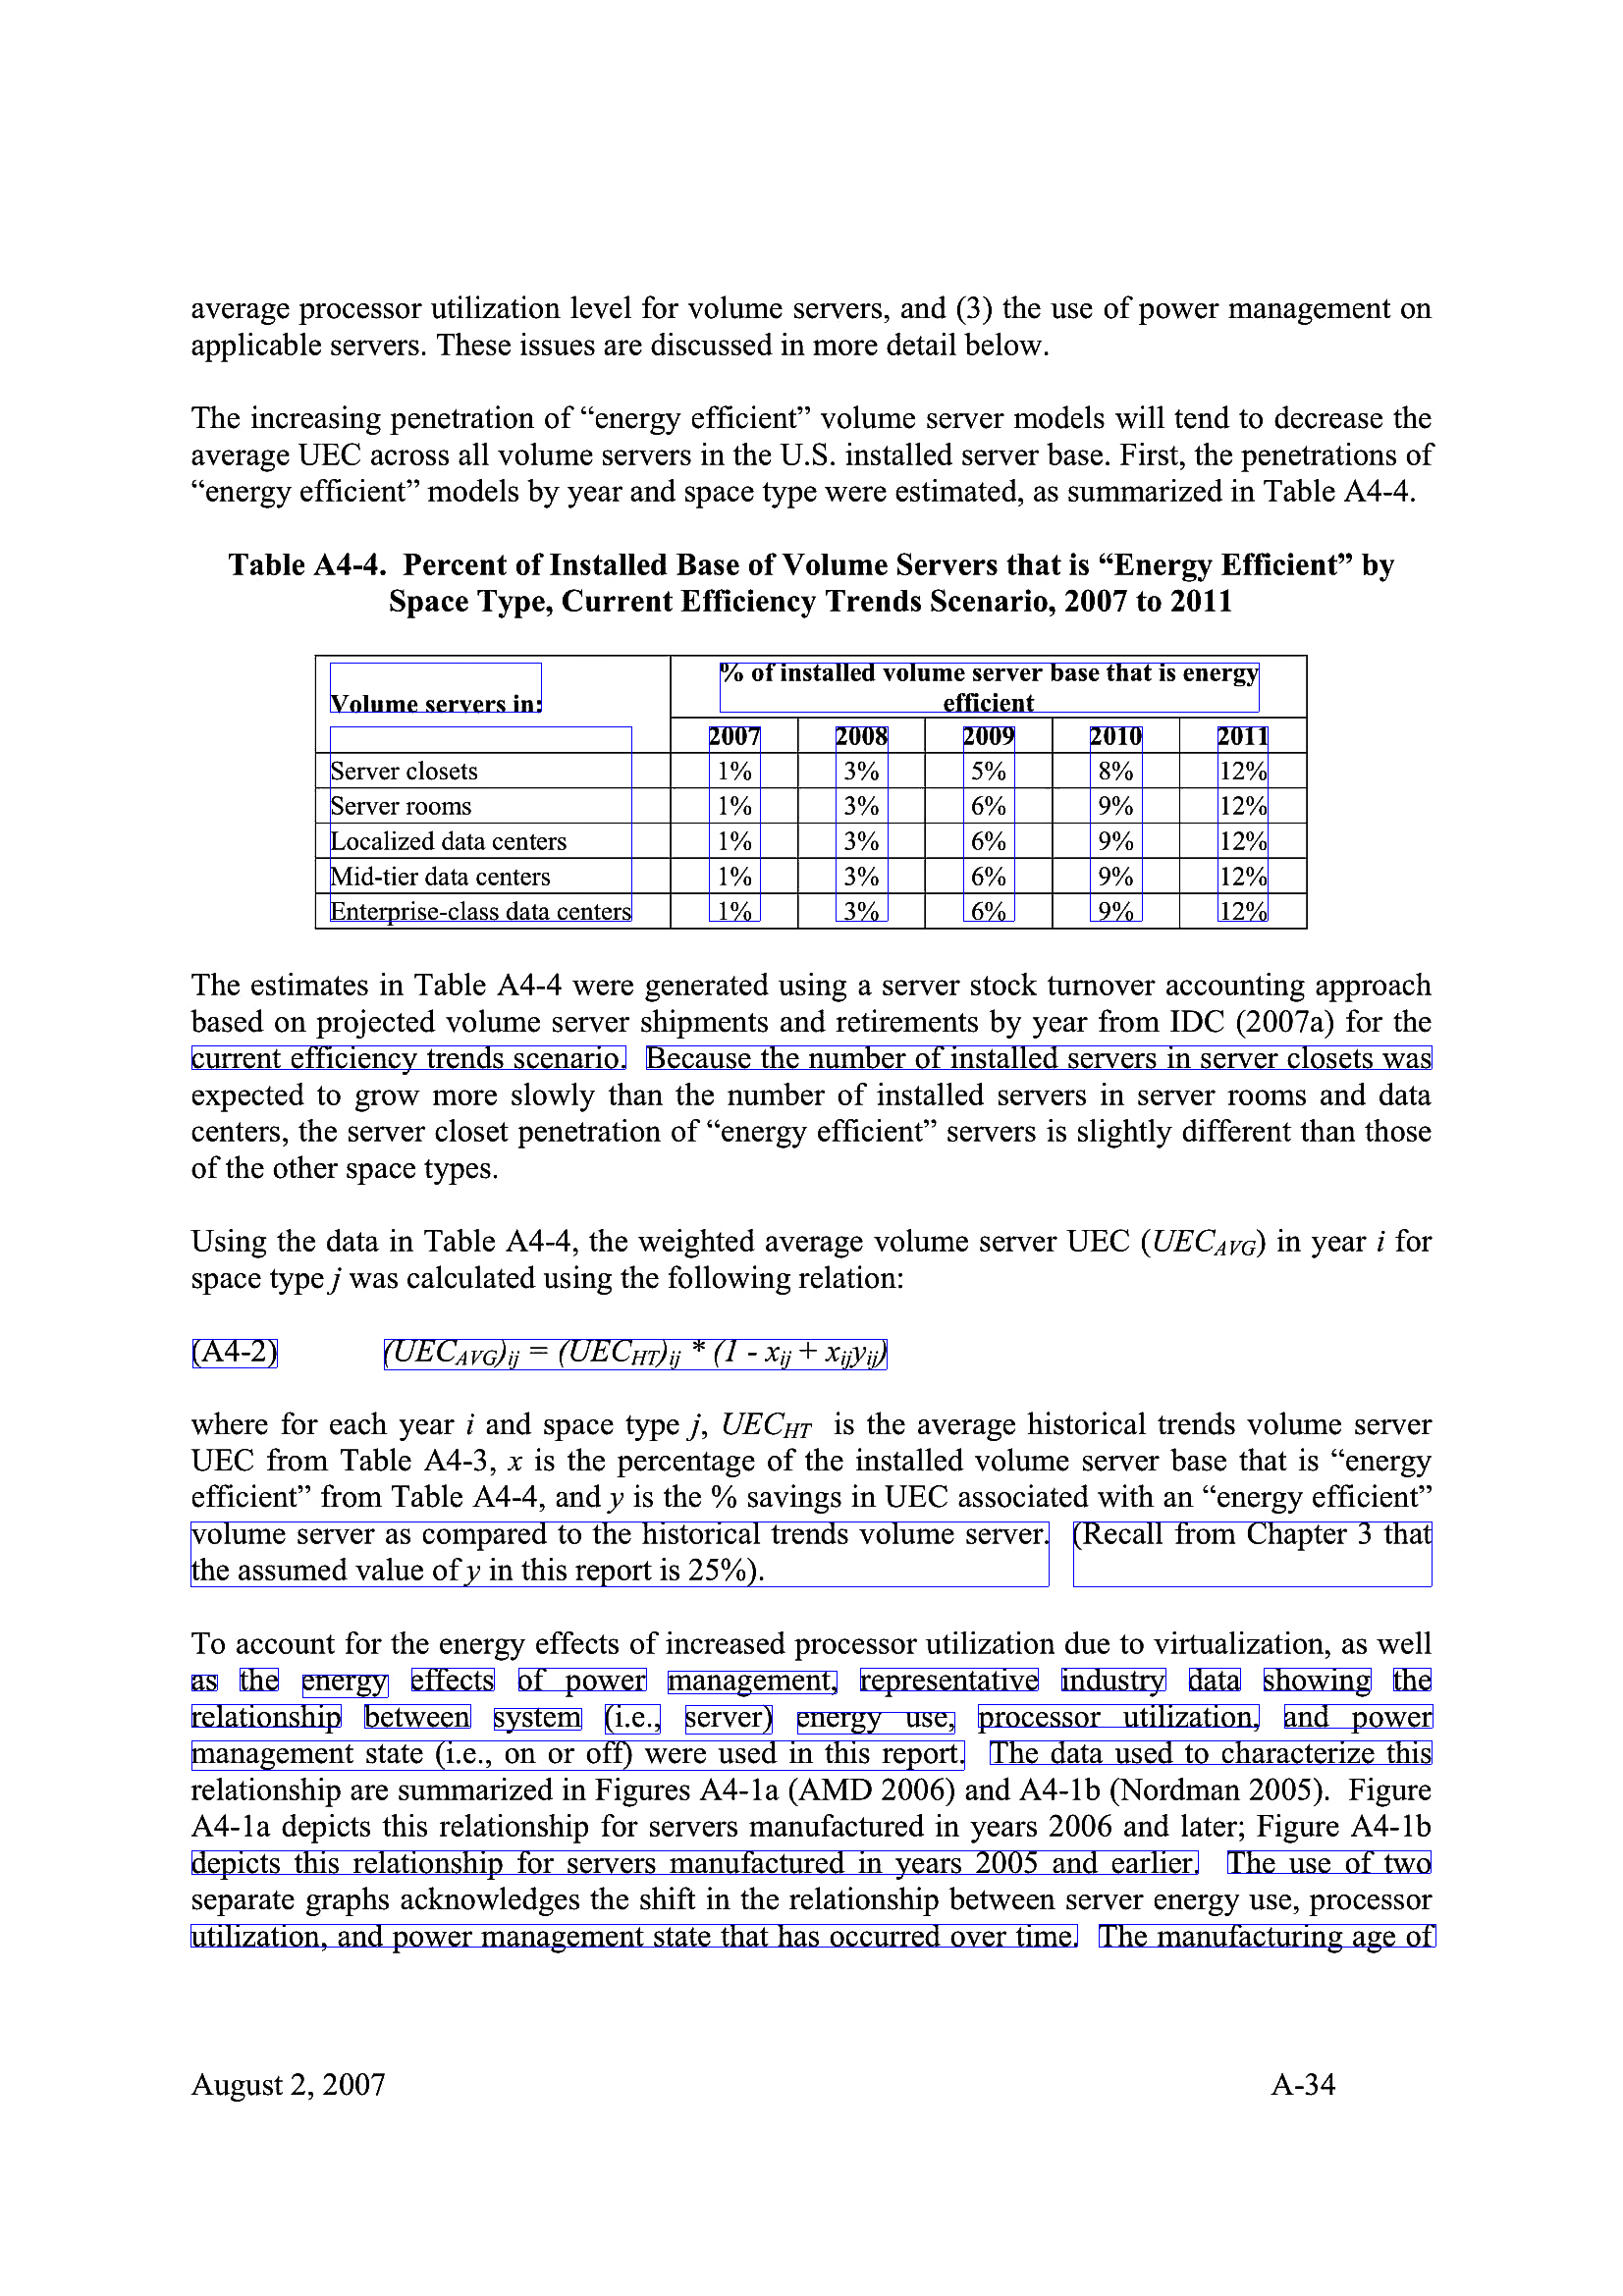 average processor utilization level for volume servers, and (3) the use of power management on
applicable servers. These issues are discussed in more detail below.
The increasing penetration of “energy efficient” volume server models will tend to decrease the
average UEC across all volume servers in the U.S. installed server base. First, the penetrations of
“energy efficient” models by year and space type were estimated, as summarized in Table A4-4.
Table A4-4. Percent of Installed Base of Volume Servers that is “Energy Efficient” by
Space Type, Current Efficiency Trends Scenario, 2007 to 2011
Volume servers in:
% of installed volume server base that is energy
efficient
2007 2008 2009 2010 2011
Server closets 1% 3% 5% 8% 12%
Server rooms 1% 3% 6% 9% 12%
Localized data centers 1% 3% 6% 9% 12%
Mid-tier data centers 1% 3% 6% 9% 12%
Enterprise-class data centers 1% 3% 6% 9% 12%
The estimates in Table A4-4 were generated using a server stock turnover accounting approach
based on projected volume server shipments and retirements by year from IDC (2007a) for the
current efficiency trends scenario. Because the number of installed servers in server closets was
expected to grow more slowly than the number of installed servers in server rooms and data
centers, the server closet penetration of “energy efficient” servers is slightly different than those
of the other space types.
Using the data in Table A4-4, the weighted average volume server UEC (UECAVG) in year i for
space type j was calculated using the following relation:
(A4-2) (UECAVG)ij = (UECHT)ij * (1 - xij + xijyij)
where for each year i and space type j, UECHT is the average historical trends volume server
UEC from Table A4-3, x is the percentage of the installed volume server base that is “energy
efficient” from Table A4-4, and y is the % savings in UEC associated with an “energy efficient”
volume server as compared to the historical trends volume server. (Recall from Chapter 3 that
the assumed value of y in this report is 25%).
To account for the energy effects of increased processor utilization due to virtualization, as well
as the energy effects of power management, representative industry data showing the
relationship between system (i.e., server) energy use, processor utilization, and power
management state (i.e., on or off) were used in this report. The data used to characterize this
relationship are summarized in Figures A4-1a (AMD 2006) and A4-1b (Nordman 2005). Figure
A4-1a depicts this relationship for servers manufactured in years 2006 and later; Figure A4-1b
depicts this relationship for servers manufactured in years 2005 and earlier. The use of two
separate graphs acknowledges the shift in the relationship between server energy use, processor
utilization, and power management state that has occurred over time. The manufacturing age of
August 2, 2007 A-34